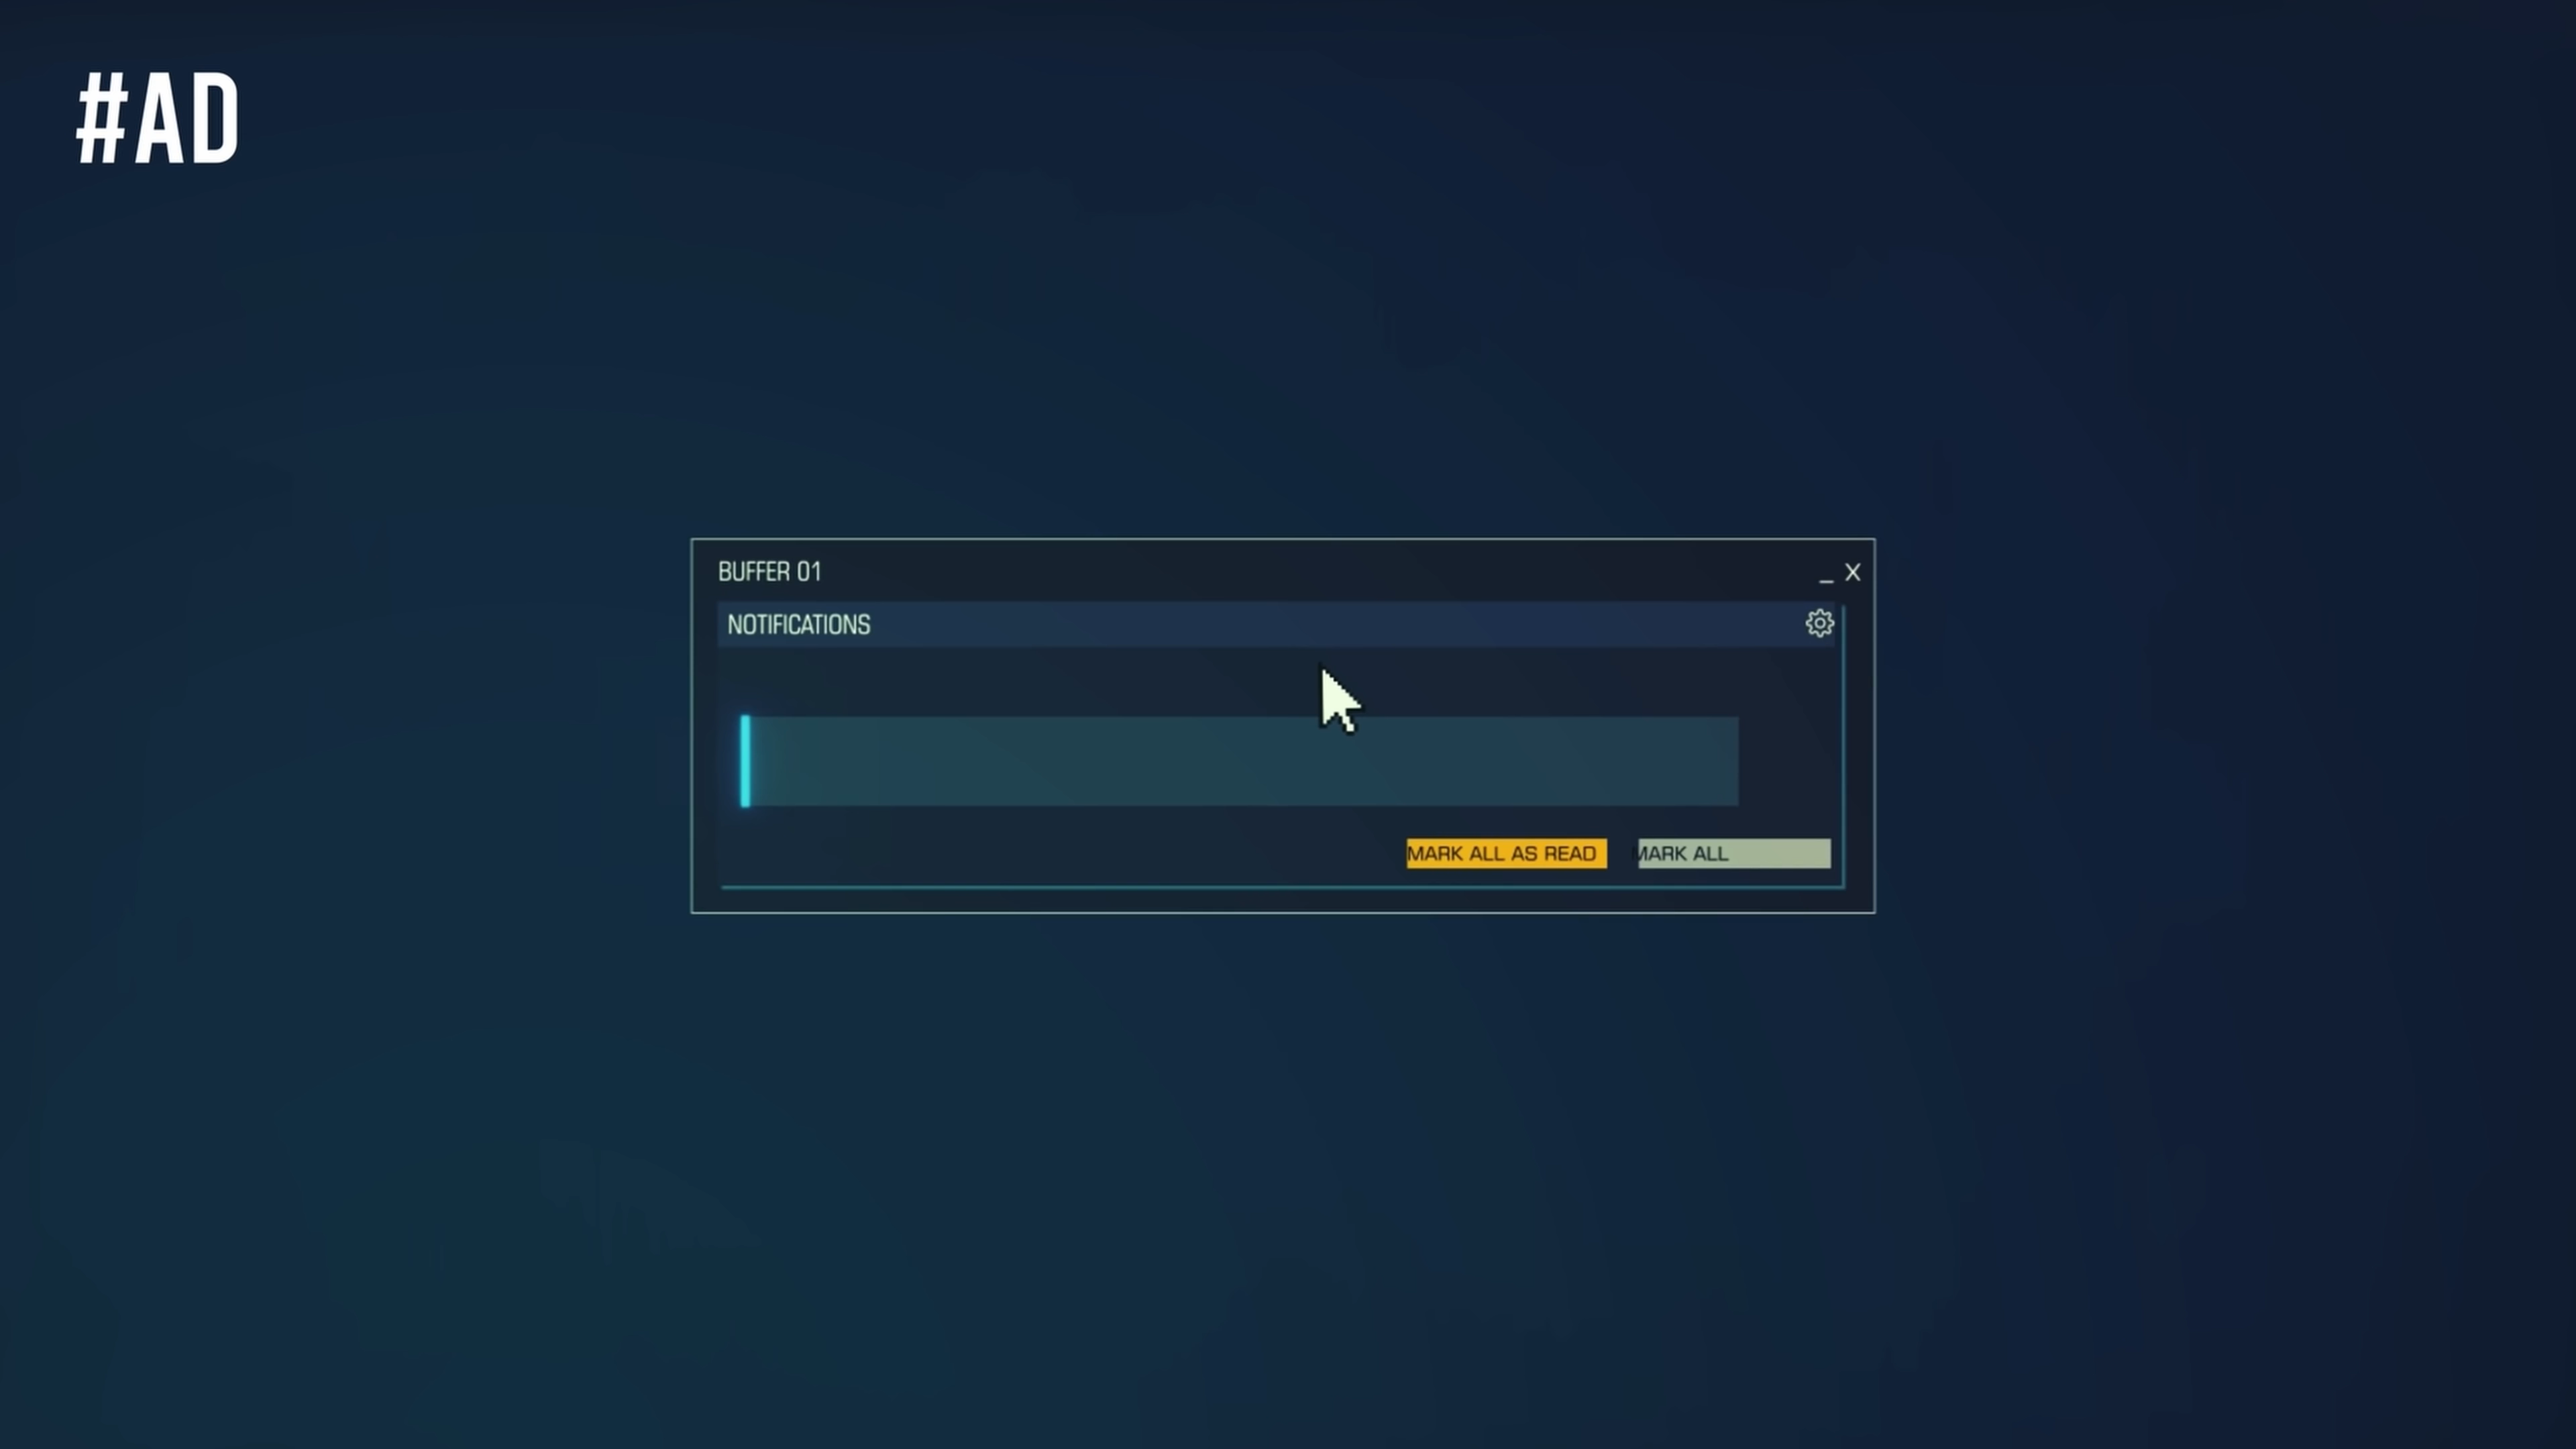 #AD
BUFFER 01
_ X
NOTIFICATIONS
MARK ALL AS READ
MARK ALL